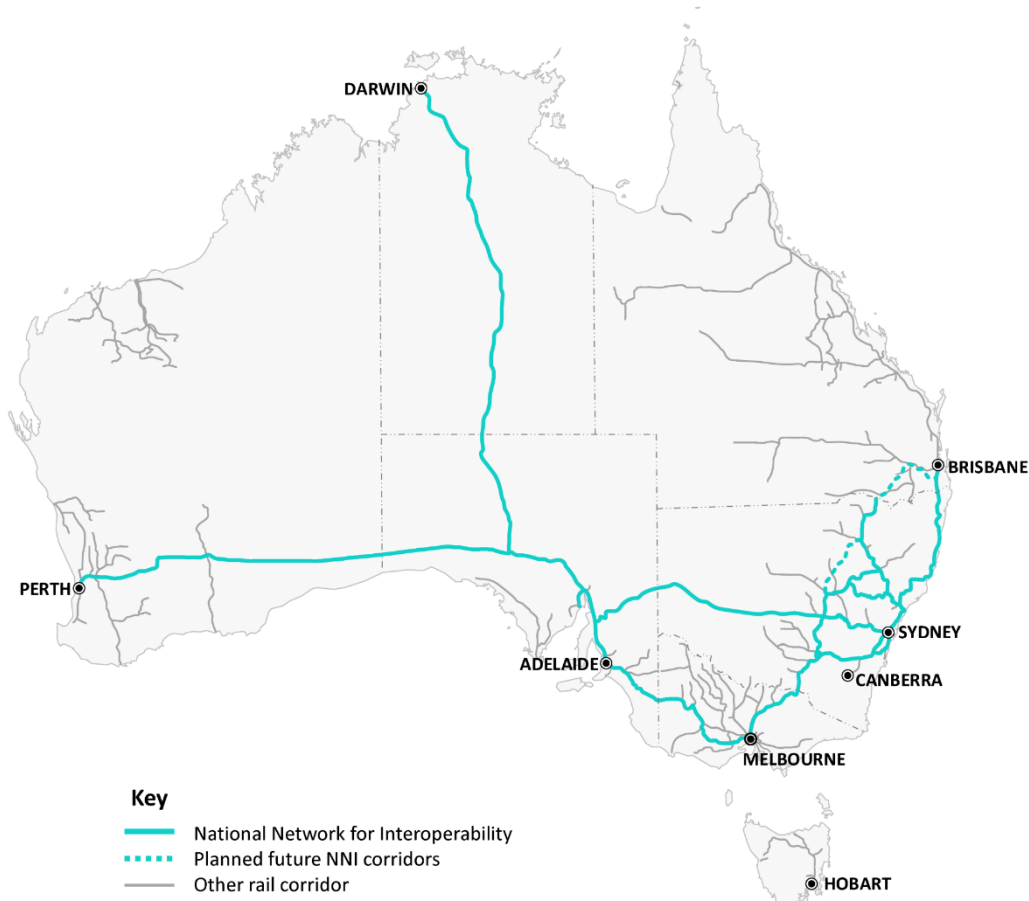 DARWIN
BRISBANE
PERTH
SYDNEY
ADELAIDE
CANBERRA
MELBOURNE
Key
National Network for Interoperability
Planned future NNI corridors
Other rail corridor
HOBART